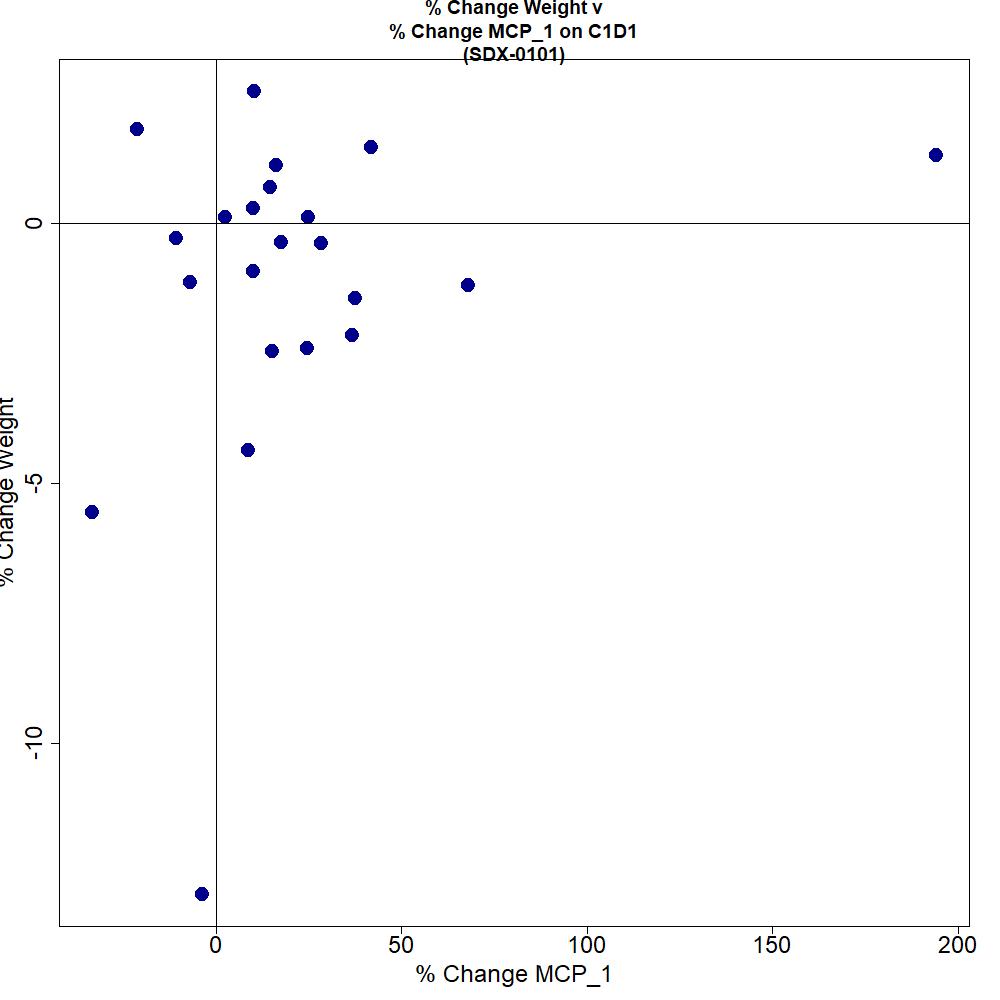 % Change Weight v
% Change MCP_1 on C1D1
(SDX-0101)
% Change Weight
0
-5
-10
0
50
100
150
200
% Change MCP_1